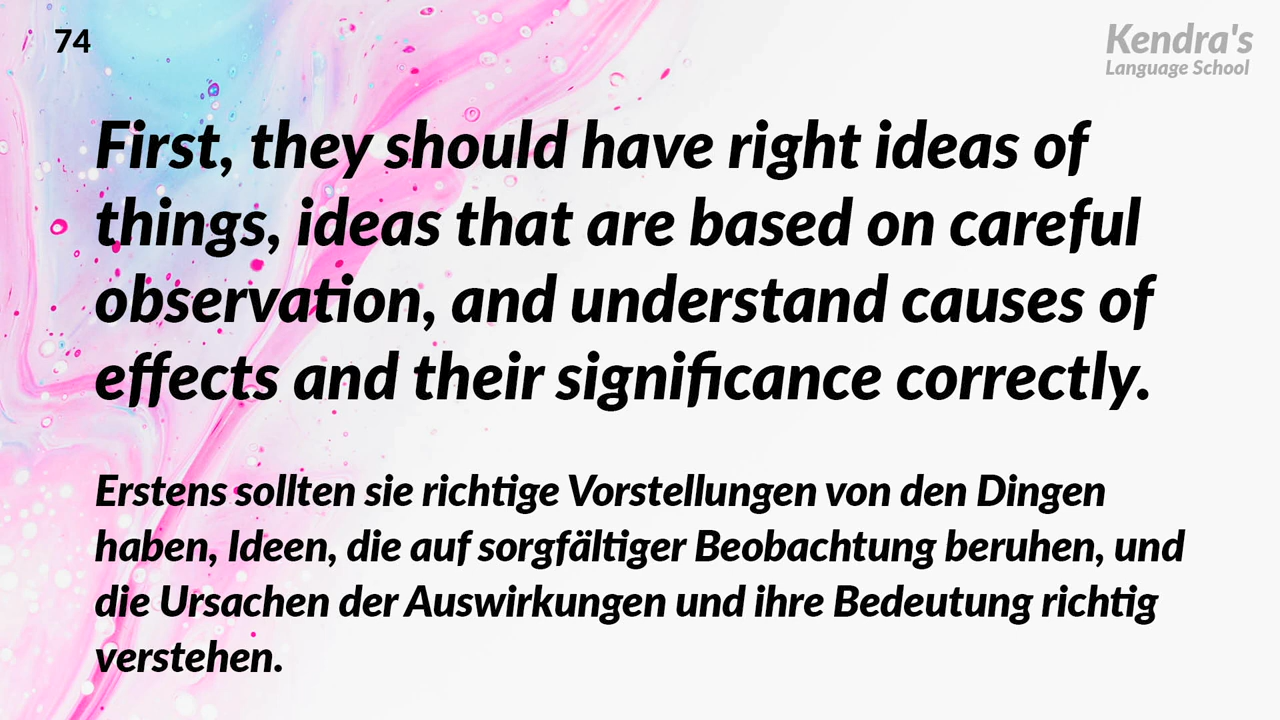 74
Kendra's
Language School
First, they should have right ideas of
things, ideas that are based on careful
observation, and understand causes of
effects and their significance correctly.
Erstens sollten sie richtige Vorstellungen von den Dingen
haben, Ideen, die auf sorgfältiger Beobachtung beruhen, und
die Ursachen der Auswirkungen und ihre Bedeutung richtig
verstehen.